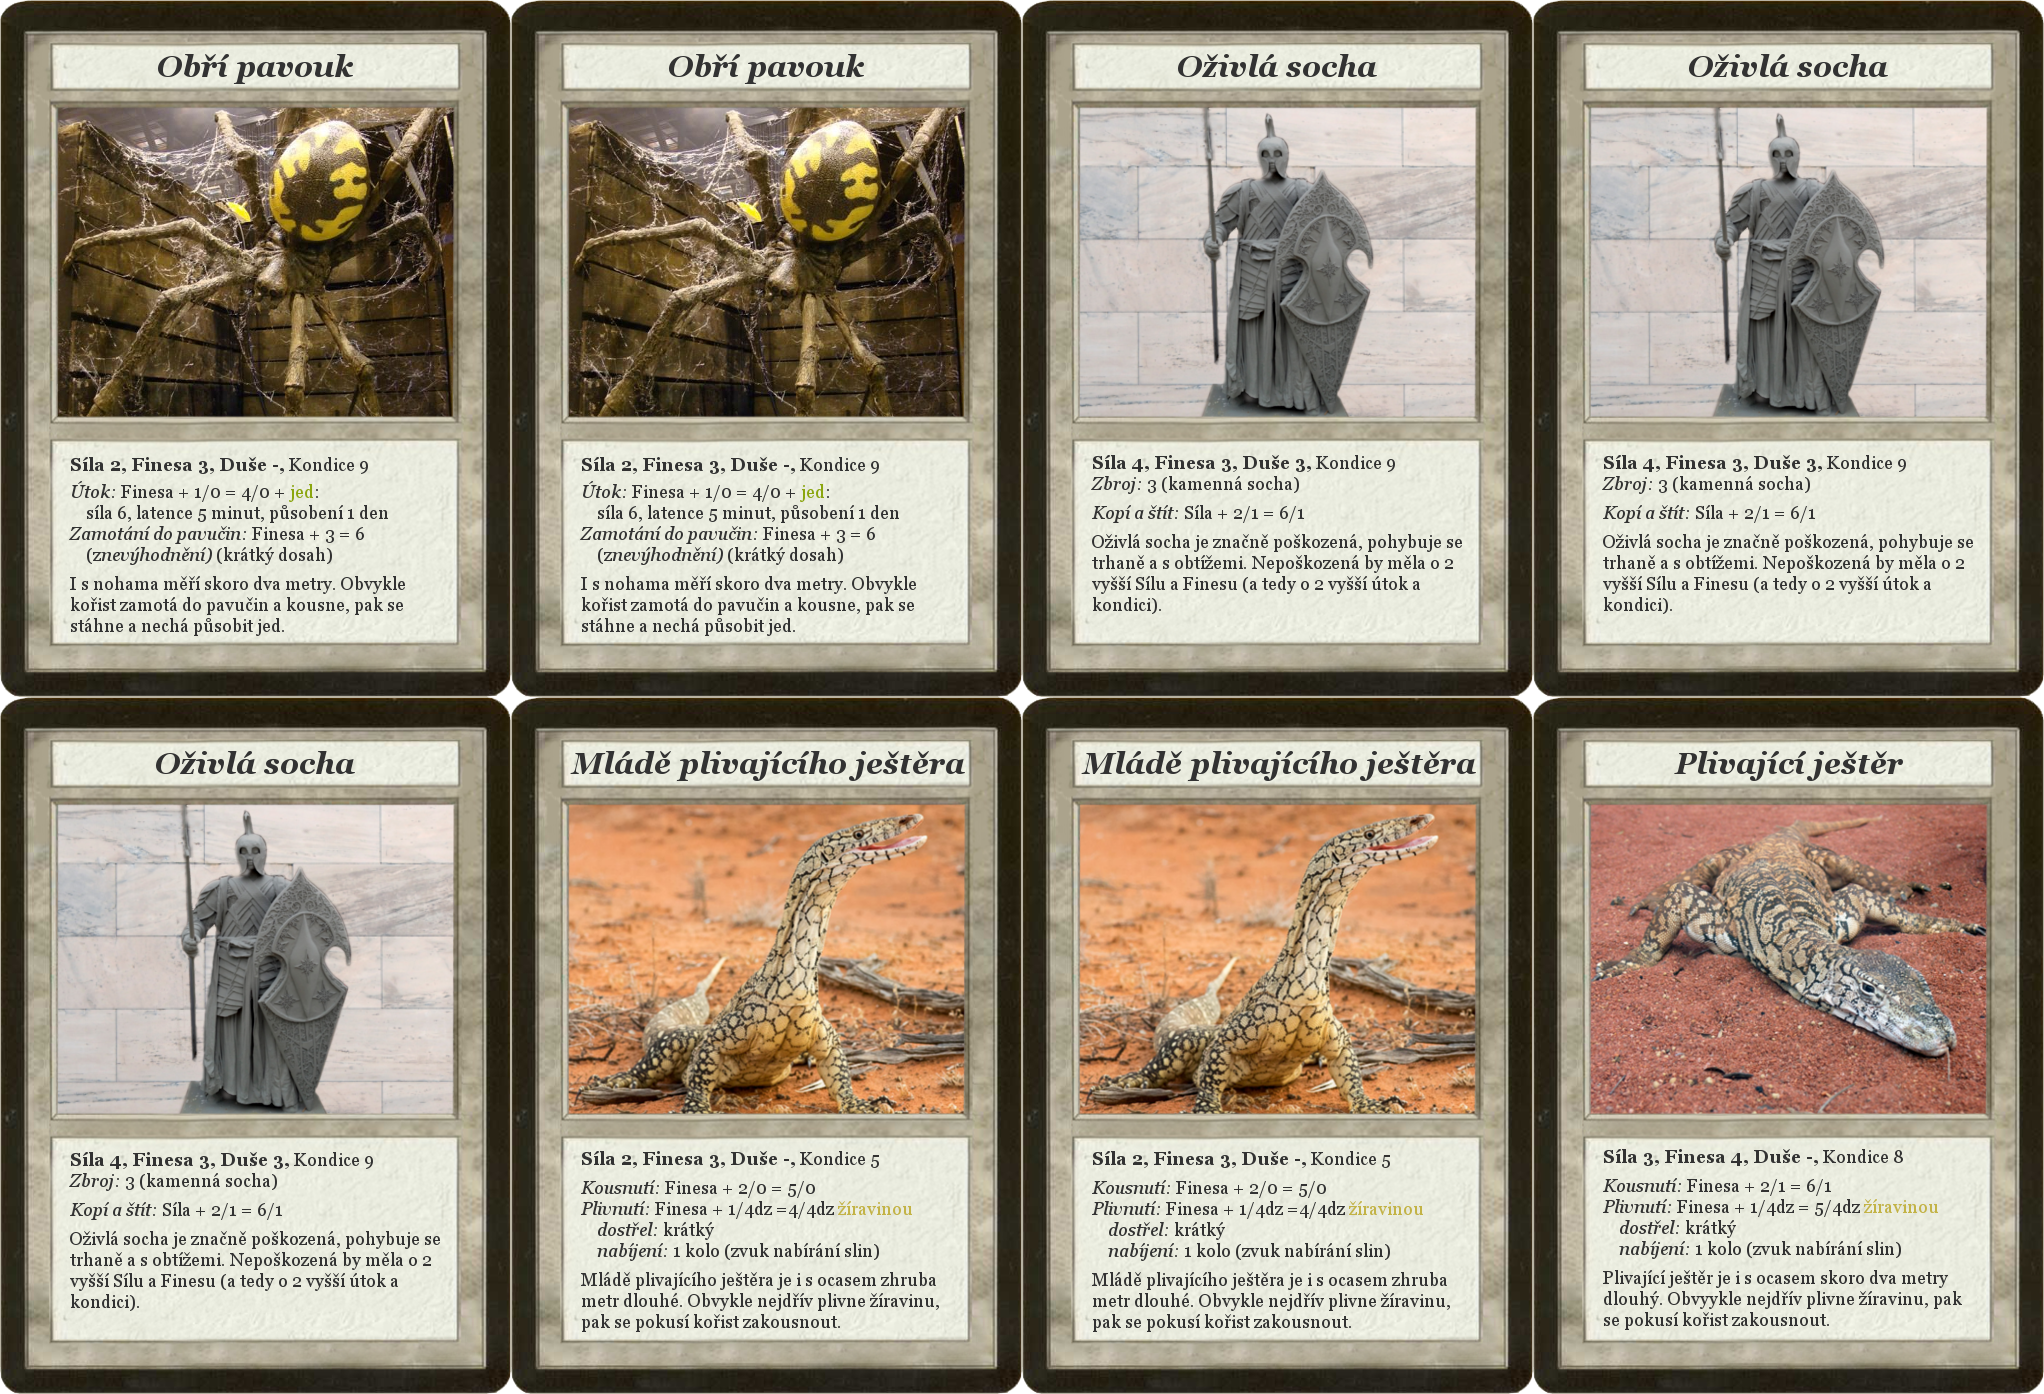 Obří pavouk
Síla 2, Finesa 3, Duše -, Kondice 9
Útok: Finesa + 1/0 = 4/0 + jed:
síla 6, latence 5 minut, působení 1 den
Zamotání do pavučin: Finesa + 3 = 6
(znevýhodnění) (krátký dosah)
I s nohama měří skoro dva metry. Obvykle
kořist zamotá do pavučin a kousne, pak se
stáhne a nechá působit jed.
Obří pavouk
Síla 2, Finesa 3, Duše -, Kondice 9
Útok: Finesa + 1/0 = 4/0 + jed:
síla 6, latence 5 minut, působení 1 den
Zamotání do pavučin: Finesa + 3 = 6
(znevýhodnění) (krátký dosah)
I s nohama měří skoro dva metry. Obvykle
kořist zamotá do pavučin a kousne, pak se
stáhne a nechá působit jed.
Oživlá socha
Síla 4, Finesa 3, Duše 3, Kondice 9
Zbroj: 3 (kamenná socha)
Kopí a štít: Síla + 2/1 = 6/1
Oživlá socha je značně poškozená, pohybuje se
trhaně a s obtížemi. Nepoškozená by měla o 2
vyšší Sílu a Finesu (a tedy o 2 vyšší útok a
kondici).
Oživlá socha
Síla 4, Finesa 3, Duše 3, Kondice 9
Zbroj: 3 (kamenná socha)
Kopí a štít: Síla + 2/1 = 6/1
Oživlá socha je značně poškozená, pohybuje se
trhaně a s obtížemi. Nepoškozená by měla o 2
vyšší Sílu a Finesu (a tedy o 2 vyšší útok a
kondici).
Oživlá socha
Síla 4, Finesa 3, Duše 3, Kondice 9
Zbroj: 3 (kamenná socha)
Kopí a štít: Síla + 2/1 = 6/1
Oživlá socha je značně poškozená, pohybuje se
trhaně a s obtížemi. Nepoškozená by měla o 2
vyšší Sílu a Finesu (a tedy o 2 vyšší útok a
kondici).
Mládě plivajícího ještěra
Síla 2, Finesa 3, Duše -, Kondice 5
Kousnutí: Finesa + 2/0 = 5/0
Plivnutí: Finesa + 1/4dz =4/4dz žíravinou
dostřel: krátký
nabíjení: 1 kolo (zvuk nabírání slin)
Mládě plivajícího ještěra je i s ocasem zhruba
metr dlouhé. Obvykle nejdřív plivne žíravinu,
pak se pokusí kořist zakousnout.
Mládě plivajícího ještěra
Síla 2, Finesa 3, Duše -, Kondice 5
Kousnutí: Finesa + 2/0 = 5/0
Plivnutí: Finesa + 1/4dz =4/4dz žíravinou
dostřel: krátký
nabíjení: 1 kolo (zvuk nabírání slin)
Mládě plivajícího ještěra je i s ocasem zhruba
metr dlouhé. Obvykle nejdřív plivne žíravinu,
pak se pokusí kořist zakousnout.
Plivající ještěr
Síla 3, Finesa 4, Duše -, Kondice 8
Kousnutí: Finesa + 2/1 = 6/1
Plivnutí: Finesa + 1/4dz = 5/4dz žíravinou
dostřel: krátký
nabíjení: 1 kolo (zvuk nabírání slin)
Plivající ještěr je i s ocasem skoro dva metry
dlouhý. Obvyykle nejdřív plivne žíravinu, pak
se pokusí kořist zakousnout.